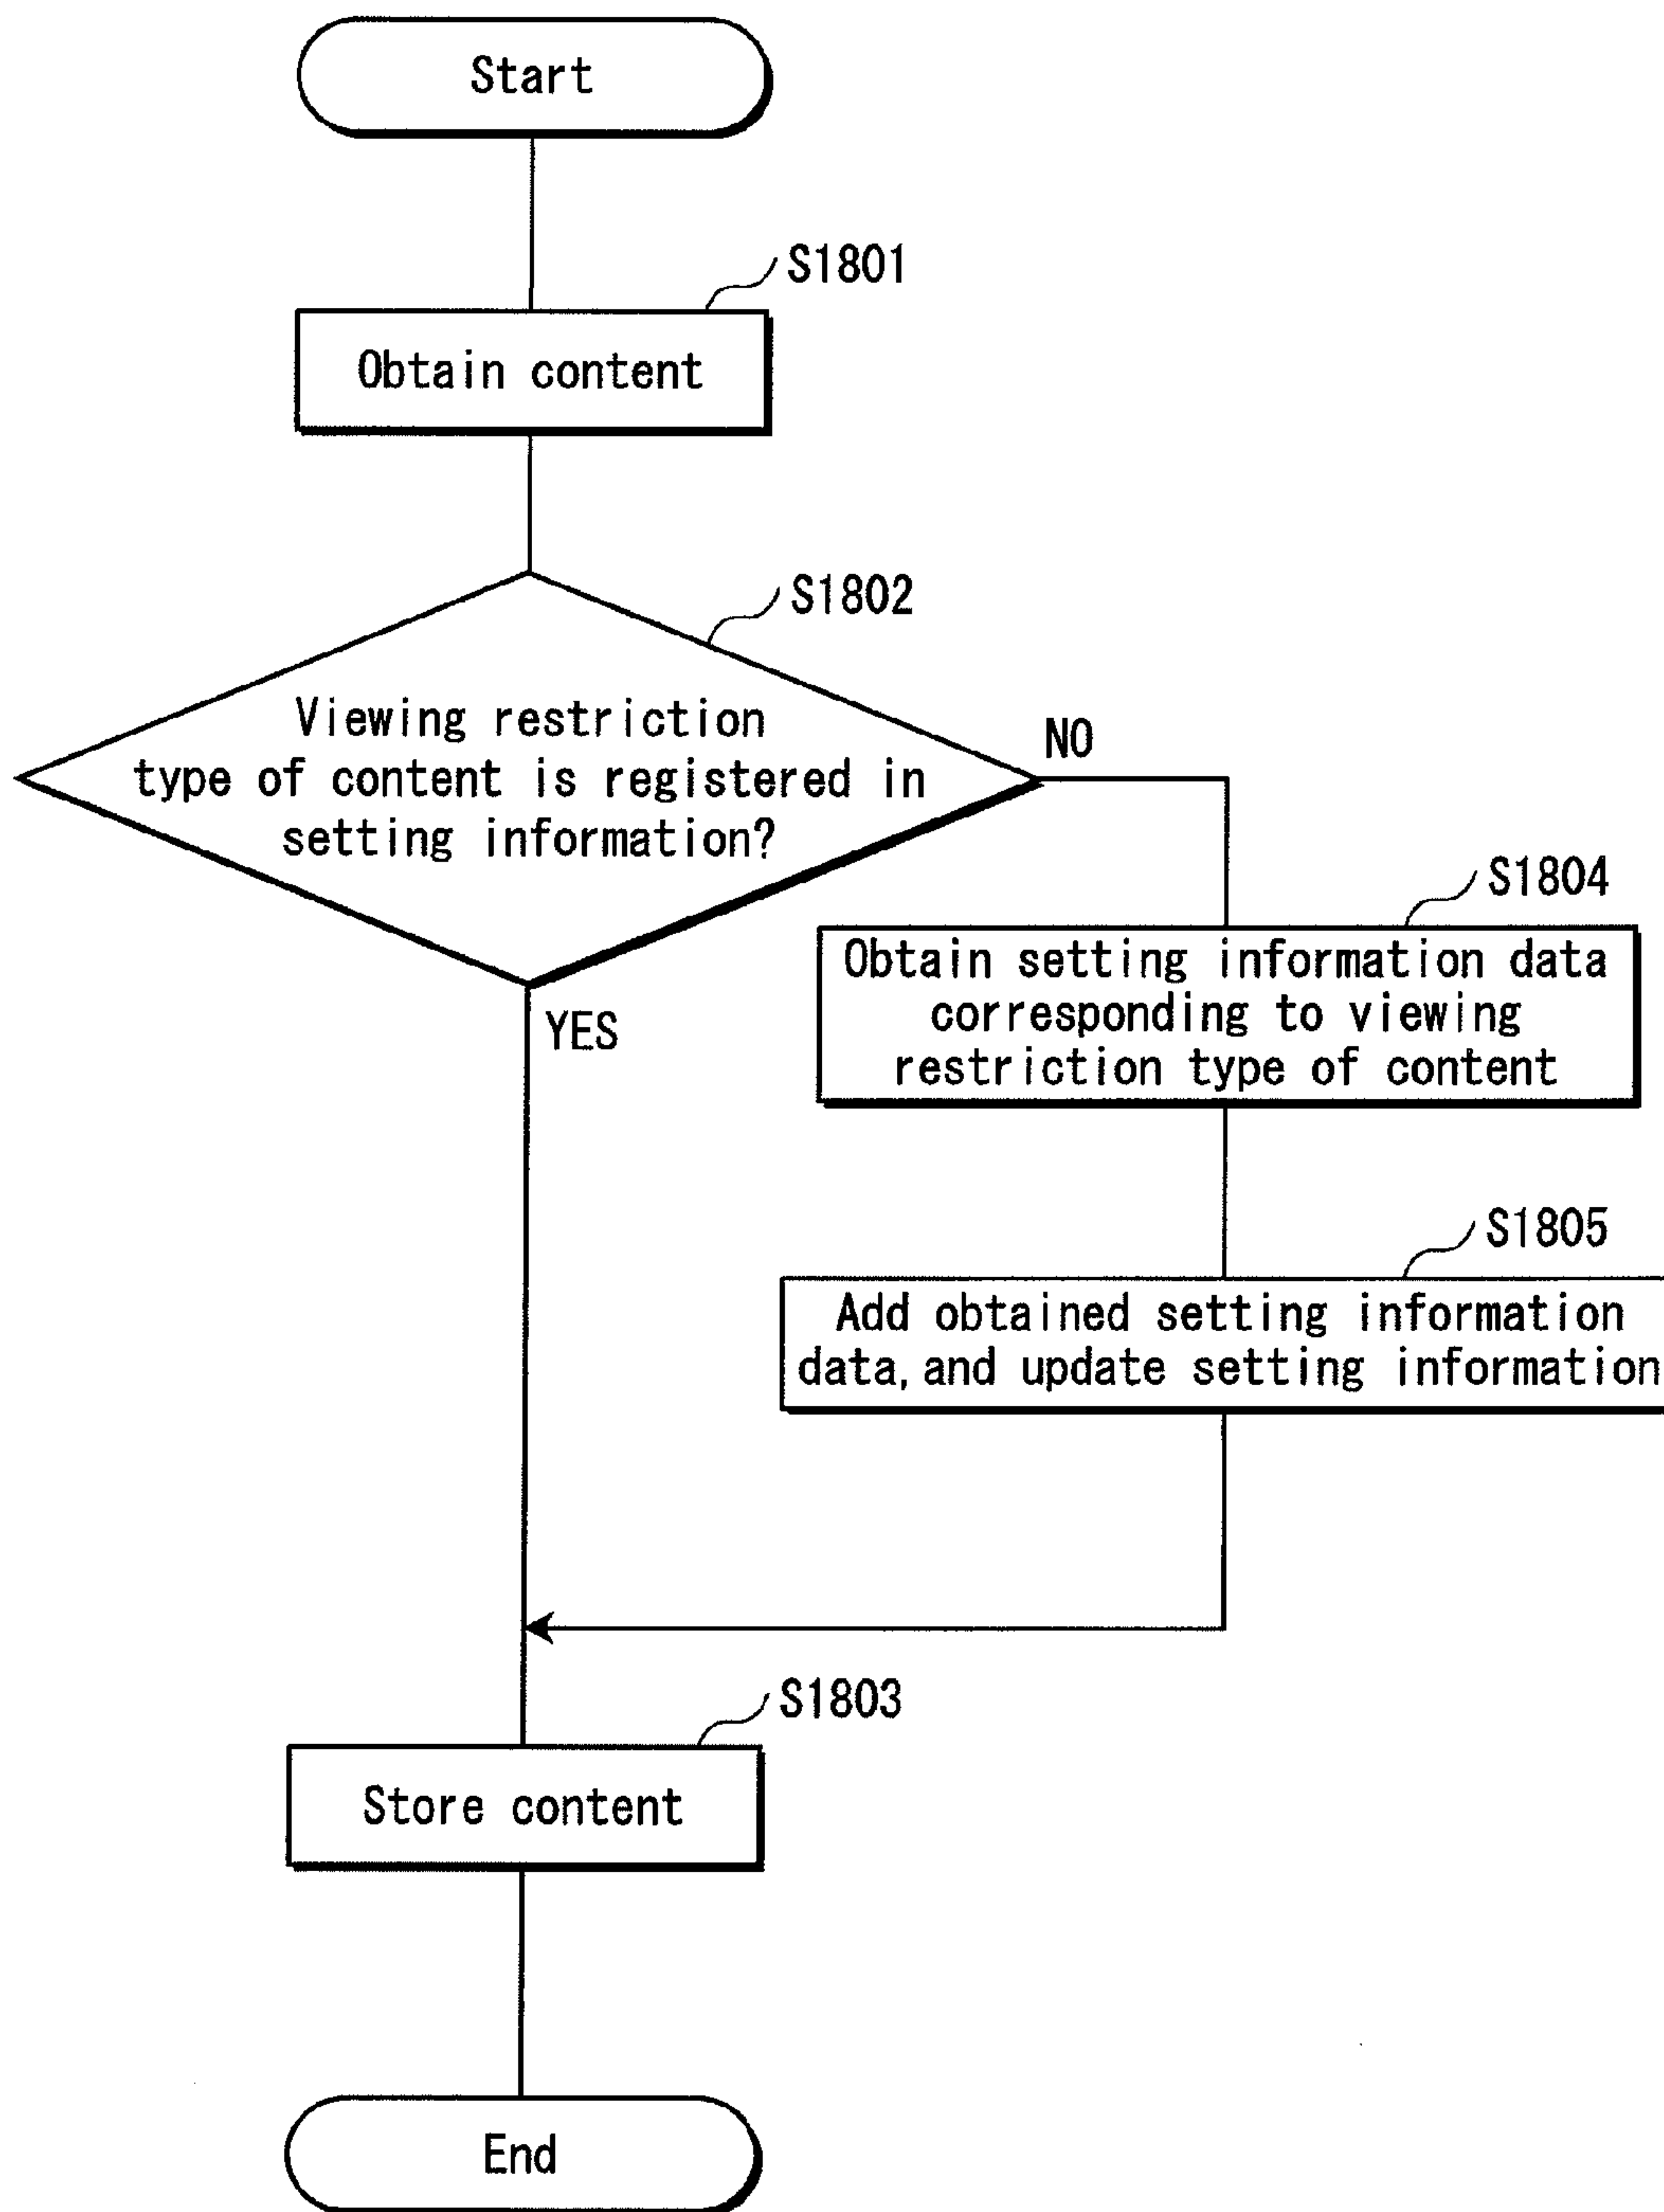 Start
S1801
Obtain content
S1802
Viewing restriction
type of content is registered in
setting information?
NO
YES
S1804
Obtain setting information data
corresponding to viewing
restriction type of content
S1805
Add obtained setting information
data, and update setting information
S1803
Store content
End